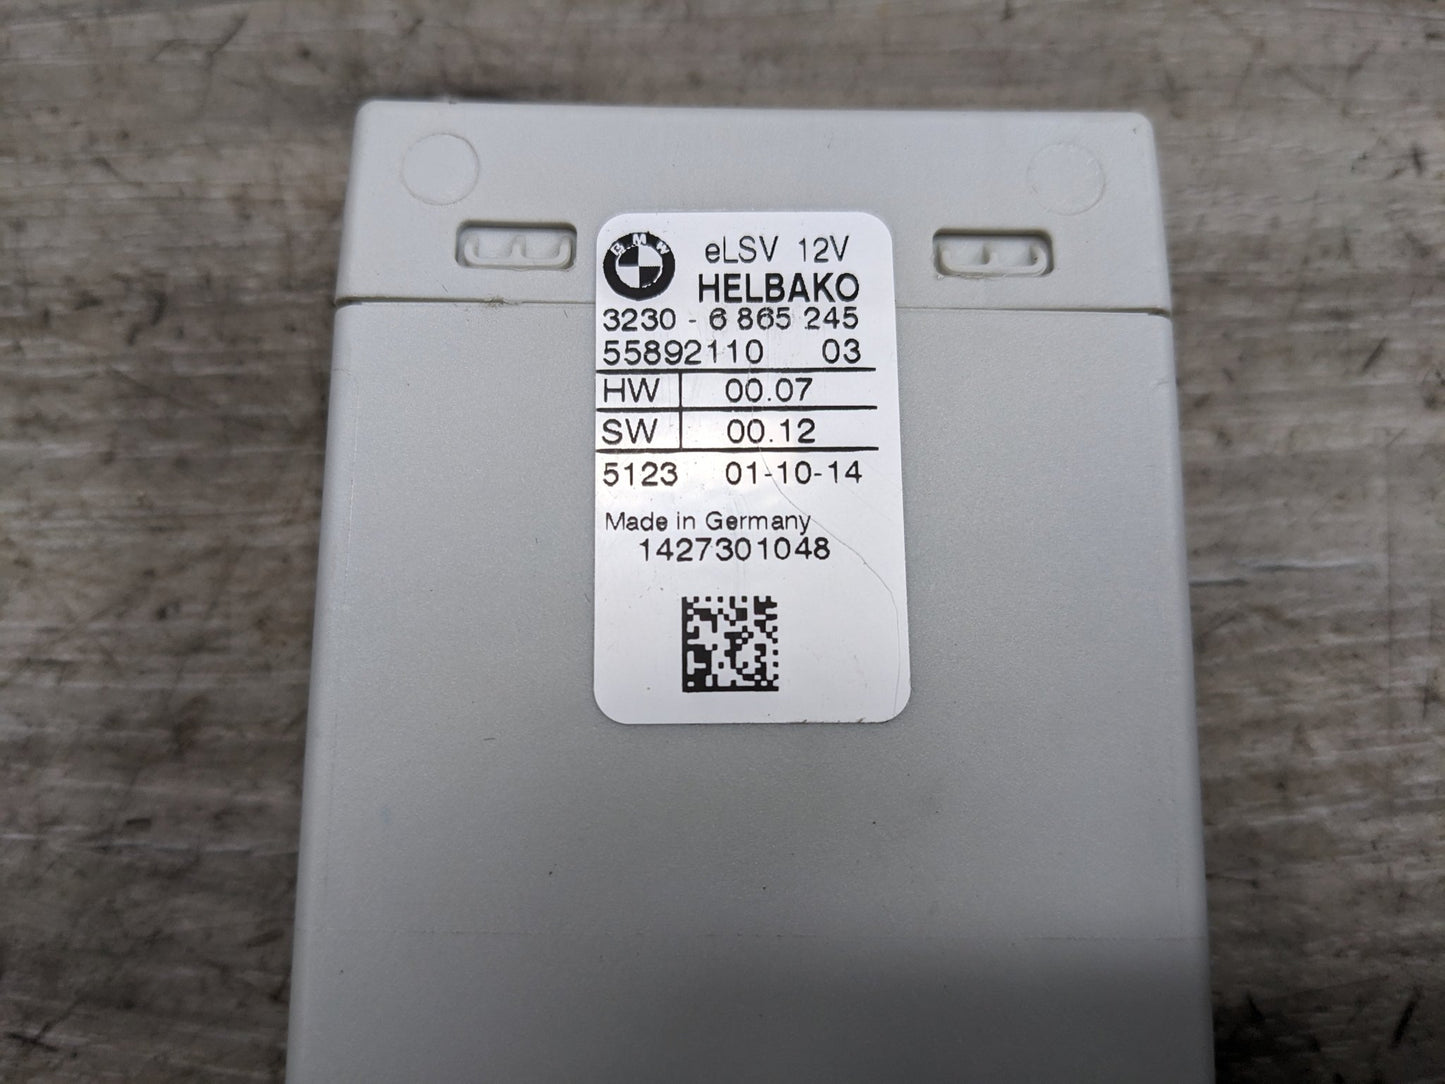 BMW
eLSV 12V
HELBAKO
3230 - 6 865 245
55892110 03
HW 00.07
SW 00.12
5123 01-10-14
Made in Germany
1427301048